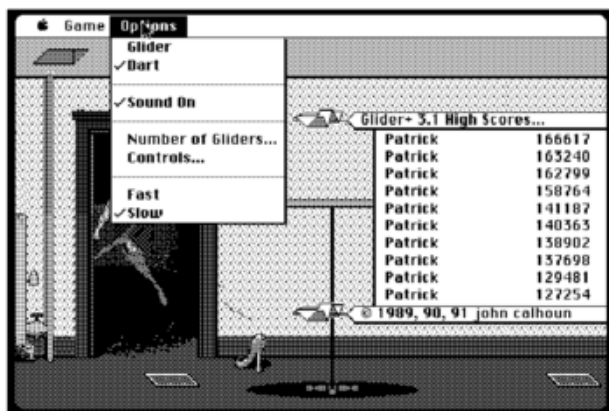 Game Options
Glider
✓Dart
✓Sound On
Number of Gliders...
Controls...
Fast
✓Slow
Glider+ 3.1 High Scores...
Patrick 166617
Patrick 163240
Patrick 162799
Patrick 158764
Patrick 141187
Patrick 140363
Patrick 138902
Patrick 137698
Patrick 129481
Patrick 127254
© 1989, 90, 91 john calhoun